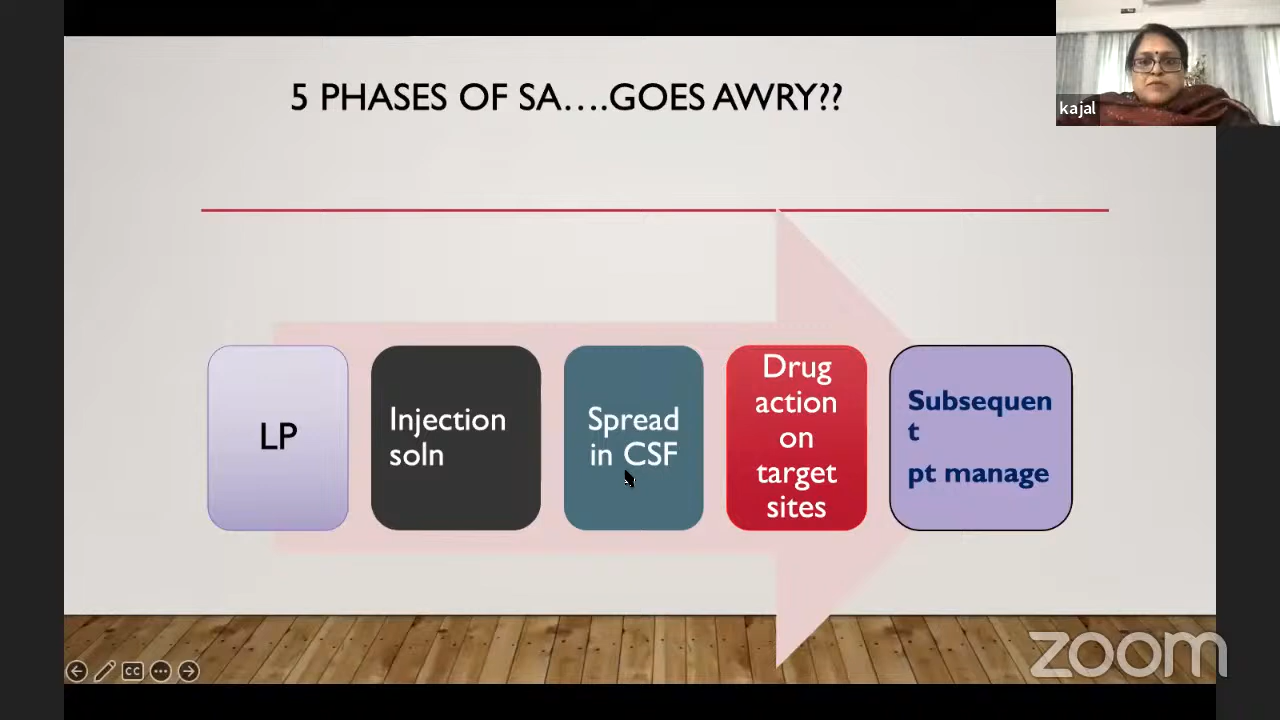 5 PHASES OF SA....GOES AWRY??
kajal
LP
Injection
soln
Spread
in CSF
Drug
action
on
target
sites
Subsequen
t
pt manage
CC
zoom